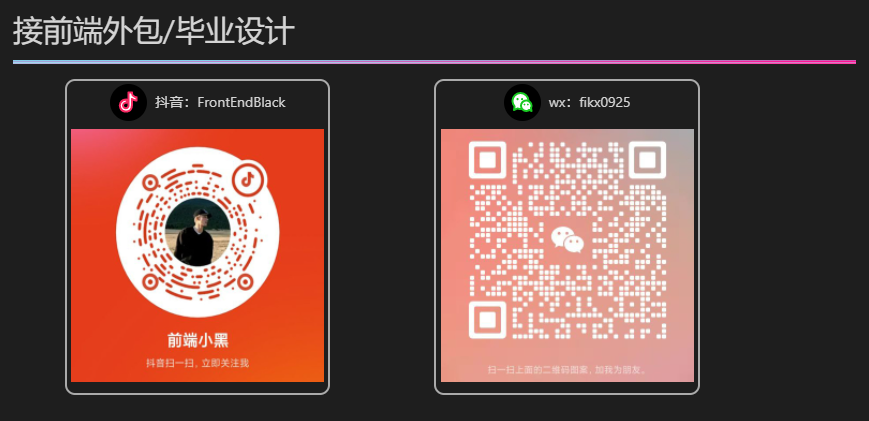 接前端外包/毕业设计
抖音：FrontEndBlack
wx：fikx0925
前端小黑
抖音扫一扫，立即关注我
扫一扫上面的二维码图案，加我为朋友。